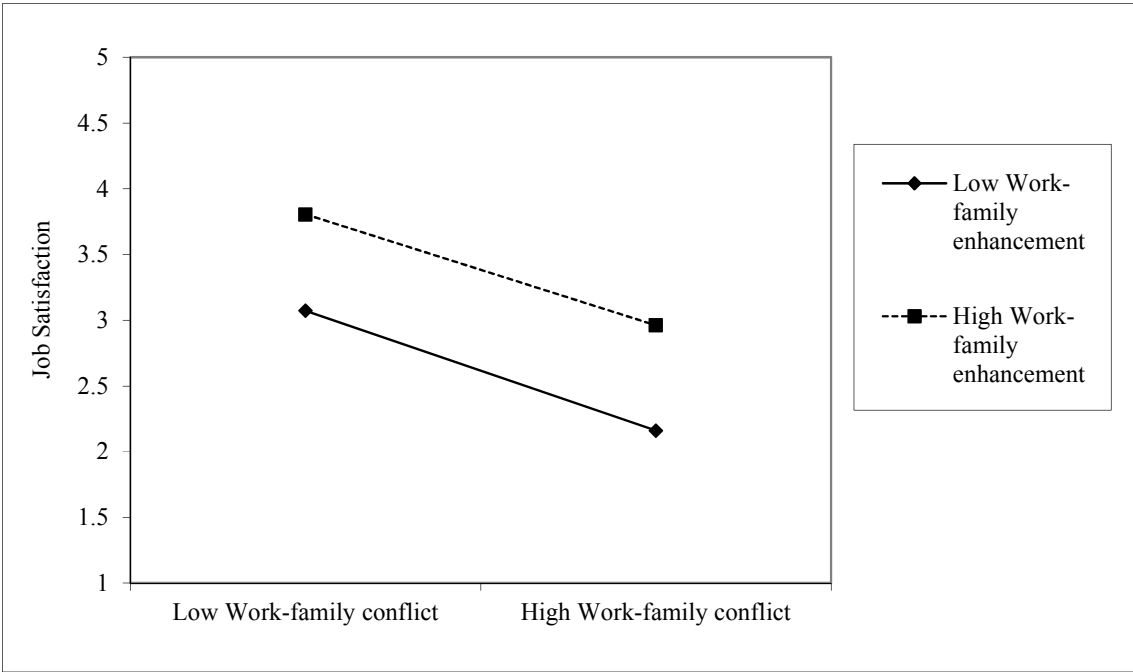 5
4.5
4
3.5
3
2.5
2
1.5
1
Job Satisfaction
Low Work-family conflict
High Work-family conflict
Low Work-
family
enhancement
High Work-
family
enhancement